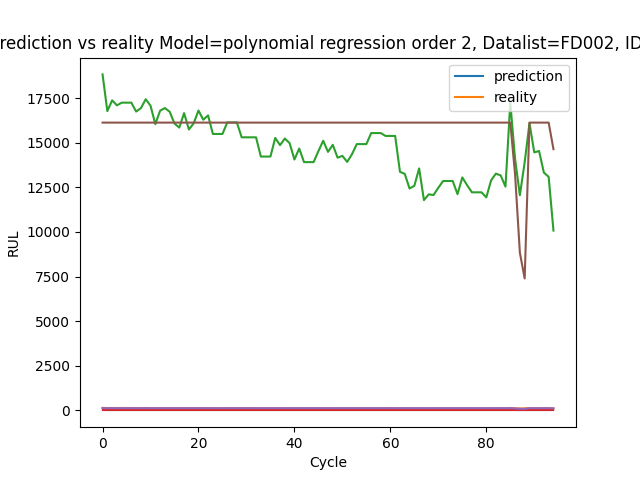 rediction vs reality Model=polynomial regression order 2, Datalist=FD002, ID
prediction
reality
17500
15000
12500
10000
7500
5000
2500
0
RUL
0 20 40 60 80
Cycle